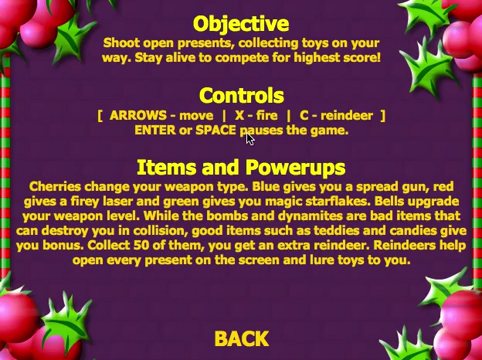 Objective
Shoot open presents, collecting toys on your
way. Stay alive to compete for highest score!
Controls
[ ARROWS - move | X - fire | C - reindeer ]
ENTER or SPACE pauses the game.
Items and Powerups
Cherries change your weapon type. Blue gives you a spread gun, red
gives a firey laser and green gives you magic starflakes. Bells upgrade
your weapon level. While the bombs and dynamites are bad items that
can destroy you in collision, good items such as teddies and candies give
you bonus. Collect 50 of them, you get an extra reindeer. Reindeers help
open every present on the screen and lure toys to you.
BACK